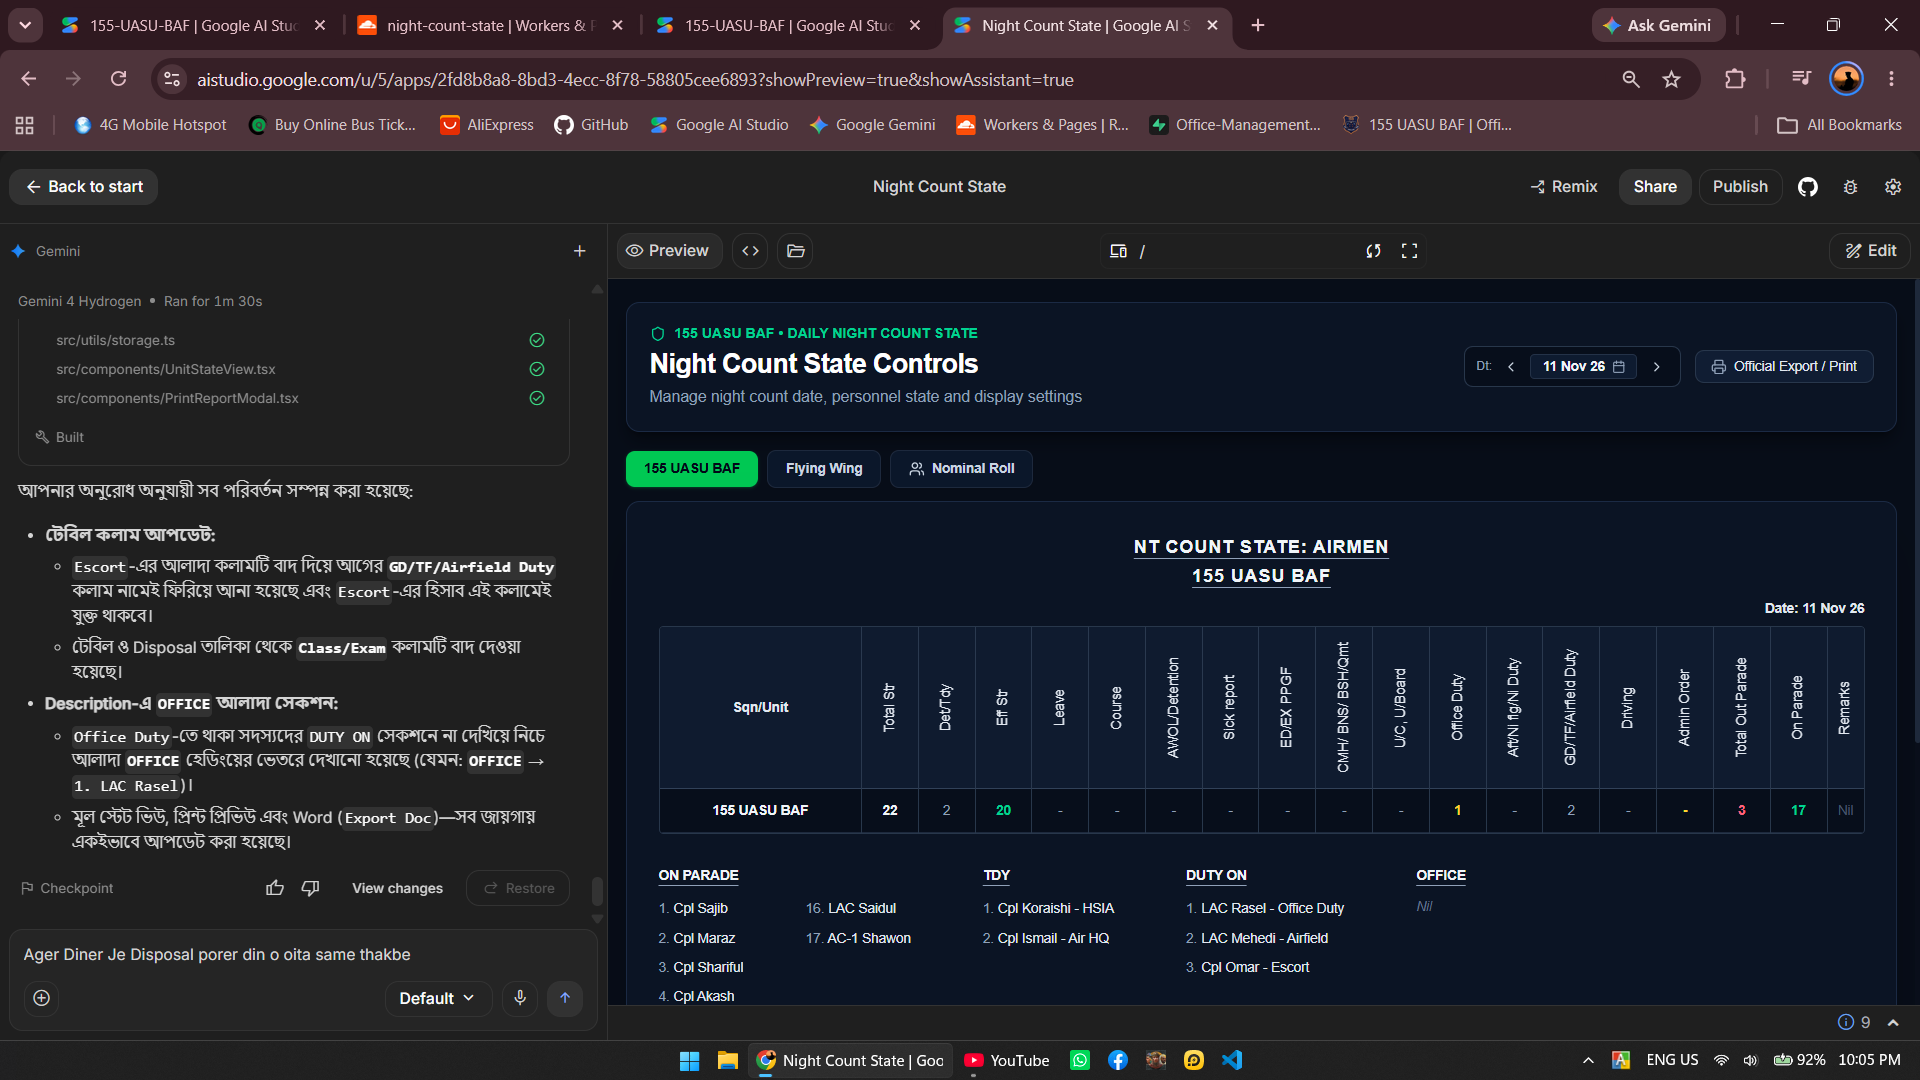 155-UASU-BAF | Google AI Stuc
night-count-state | Workers & P
155-UASU-BAF | Google AI Stuc
Night Count State | Google AI S
Ask Gemini
aistudio.google.com/u/5/apps/2fd8b8a8-8bd3-4ecc-8f78-58805cee6893?showPreview=true&showAssistant=true
4G Mobile Hotspot
Buy Online Bus Tick...
AliExpress
GitHub
Google AI Studio
Google Gemini
Workers & Pages | R...
Office-Management...
155 UASU BAF | Offi...
All Bookmarks
Back to start
Night Count State
Remix
Share
Publish
Gemini
Preview
/
Edit
Gemini 4 Hydrogen • Ran for 1m 30s
src/utils/storage.ts
src/components/UnitStateView.tsx
src/components/PrintReportModal.tsx
Built
আপনার অনুরোধ অনুযায়ী সব পরিবর্তন সম্পন্ন করা হয়েছে:
• টেবিল কলাম আপডেট:
Escort-এর আলাদা কলামটি বাদ দিয়ে আগের GD/TF/Airfield Duty
কলাম নামেই ফিরিয়ে আনা হয়েছে এবং Escort-এর হিসাব এই কলামেই
যুক্ত থাকবে।
টেবিল ও Disposal তালিকা থেকে Class/Exam কলামটি বাদ দেওয়া
হয়েছে।
• Description-এ OFFICE আলাদা সেকশন:
Office Duty-তে থাকা সদস্যদের DUTY ON সেকশনে না দেখিয়ে নিচে
আলাদা OFFICE হেডিংয়ের ভেতরে দেখানো হয়েছে (যেমন: OFFICE →
1. LAC Rasel)।
মূল স্টেট ভিউ, প্রিন্ট প্রিভিউ এবং Word (Export Doc)—সব জায়গায়
একইভাবে আপডেট করা হয়েছে।
Checkpoint
View changes
Restore
Ager Diner Je Disposal porer din o oita same thakbe
Default
155 UASU BAF • DAILY NIGHT COUNT STATE
Night Count State Controls
Manage night count date, personnel state and display settings
Dt:
11 Nov 26
Official Export / Print
155 UASU BAF
Flying Wing
Nominal Roll
NT COUNT STATE: AIRMEN
155 UASU BAF
Date: 11 Nov 26
Sqn/Unit
Total Str
Det/Tdy
Eff Str
Leave
Course
AWOL/Detention
Sick report
ED/EX PPGF
CMH/ BNS/ BSH/Qmt
U/C, U/Board
Office Duty
Aft/Ni flg/NI Duty
GD/TF/Airfield Duty
Driving
Admin Order
Total Out Parade
On Parade
Remarks
155 UASU BAF 22 2 20 - - - - - - - 1 - 2 - - 3 17 Nil
ON PARADE
1. Cpl Sajib
2. Cpl Maraz
3. Cpl Shariful
4. Cpl Akash
16. LAC Saidul
17. AC-1 Shawon
TDY
1. Cpl Koraishi - HSIA
2. Cpl Ismail - Air HQ
DUTY ON
1. LAC Rasel - Office Duty
2. LAC Mehedi - Airfield
3. Cpl Omar - Escort
OFFICE
Nil
9
Night Count State | Goo
YouTube
ENG US
92%
10:05 PM